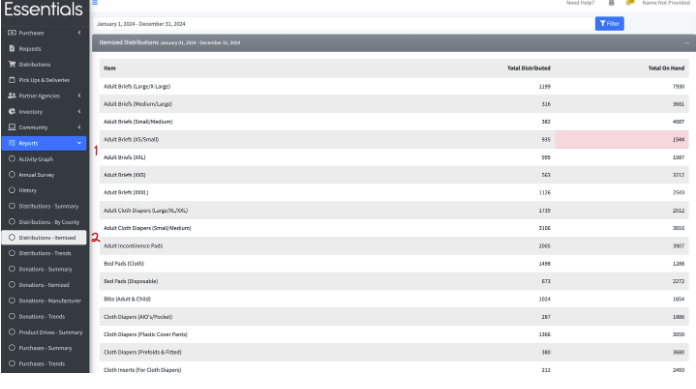 Essentials
Need Help?
Name Not Provided
January 1, 2024 - December 31, 2024
Filter
Purchases
Requests
Distributions
Pick Ups & Deliveries
Partner Agencies
Inventory
Community
Reports
Activity Graph
Annual Survey
History
Distributions - Summary
Distributions - By County
Distributions - Itemized
Distributions - Trends
Donations - Summary
Donations - Itemized
Donations - Manufacturer
Donations - Trends
Product Drives - Summary
Purchases - Summary
Purchases - Trends
1
2
Itemized Distributions January 01, 2024 - December 31, 2024
Item Total Distributed Total On Hand
Adult Briefs (Large/X-Large) 1199 7930
Adult Briefs (Medium/Large) 316 3681
Adult Briefs (Small/Medium) 382 4087
Adult Briefs (XS/Small) 935 1544
Adult Briefs (XXL) 995 1587
Adult Briefs (XXS) 563 3212
Adult Briefs (XXXL) 1126 2543
Adult Cloth Diapers (Large/XL/XXL) 1739 2512
Adult Cloth Diapers (Small/Medium) 3106 3916
Adult Incontinence Pads 2005 3907
Bed Pads (Cloth) 1498 1288
Bed Pads (Disposable) 673 2272
Bibs (Adult & Child) 1024 1654
Cloth Diapers (AIO's/Pocket) 287 1886
Cloth Diapers (Plastic Cover Pants) 1386 3059
Cloth Diapers (Prefolds & Fitted) 380 3680
Cloth Inserts (For Cloth Diapers) 212 2493